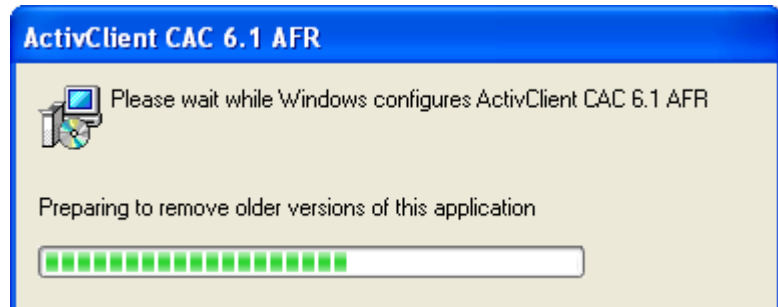 ActivClient CAC 6.1 AFR
Please wait while Windows configures ActivClient CAC 6.1 AFR
Preparing to remove older versions of this application